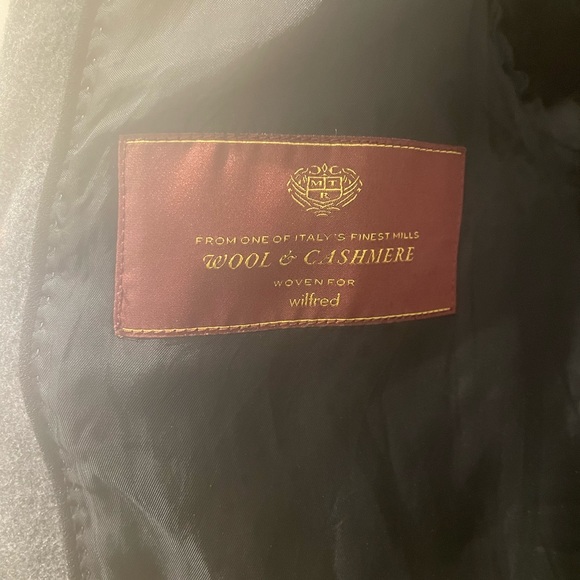 M T
R
FROM ONE OF ITALY'S FINEST MILLS
WOOL & CASHMERE
WOVEN FOR
wilfred